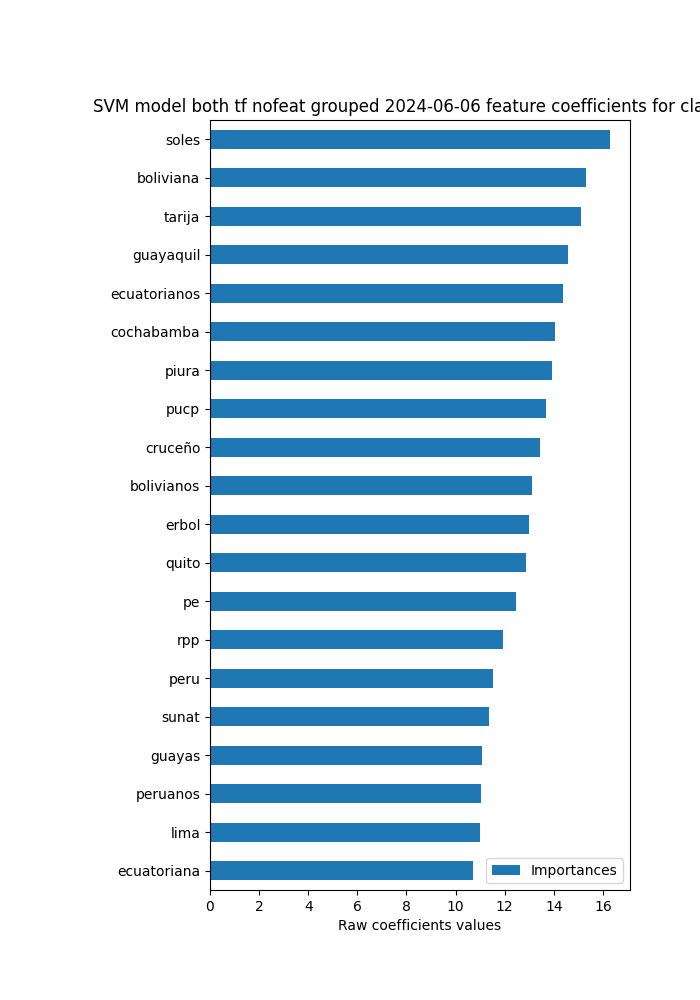 SVM model both tf nofeat grouped 2024-06-06 feature coefficients for cla
soles
boliviana
tarija
guayaquil
ecuatorianos
cochabamba
piura
pucp
cruceño
bolivianos
erbol
quito
pe
rpp
peru
sunat
guayas
peruanos
lima
ecuatoriana
Importances
0 2 4 6 8 10 12 14 16
Raw coefficients values